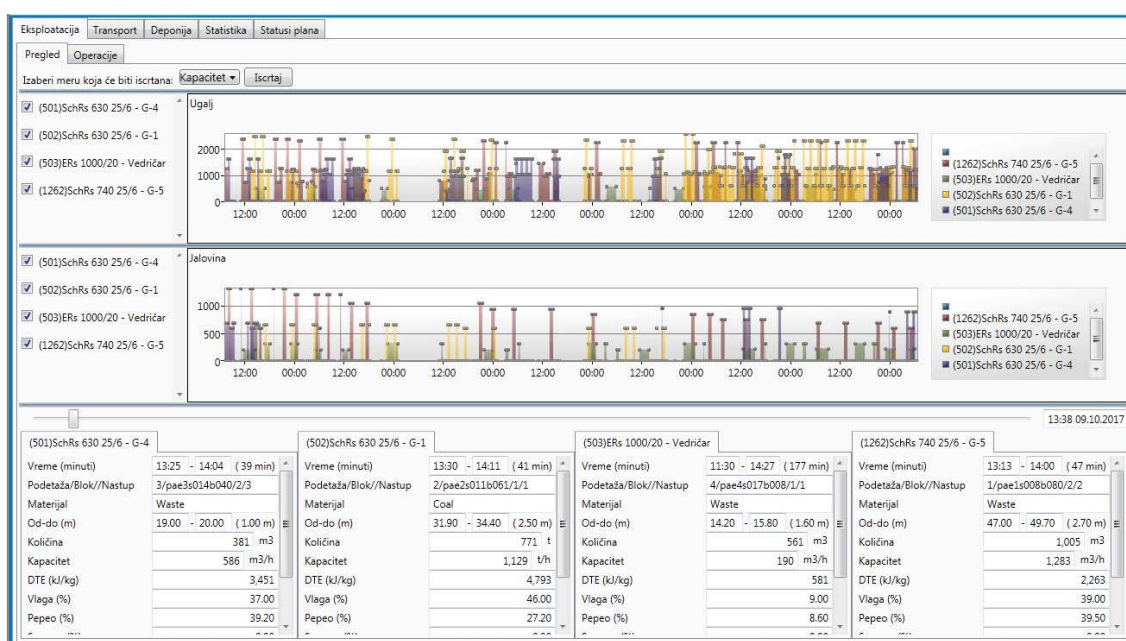 Eksploatacija Transport Deponija Statistika Statusi plana
Pregled Operacije
Izaberi meru koja će biti iscrtana: Kapacitet Iscrtaj
(501)SchRs 630 25/6 - G-4
(502)SchRs 630 25/6 - G-1
(503)ERs 1000/20 - Vedričar
(1262)SchRs 740 25/6 - G-5
Ugalj
2000
1000
0
12:00 00:00 12:00 00:00 12:00 00:00 12:00 00:00 12:00 00:00 12:00 00:00 12:00 00:00
(1262)SchRs 740 25/6 - G-5
(503)ERs 1000/20 - Vedričar
(502)SchRs 630 25/6 - G-1
(501)SchRs 630 25/6 - G-4
(501)SchRs 630 25/6 - G-4
(502)SchRs 630 25/6 - G-1
(503)ERs 1000/20 - Vedričar
(1262)SchRs 740 25/6 - G-5
Jalovina
1000
500
0
12:00 00:00 12:00 00:00 12:00 00:00 12:00 00:00 12:00 00:00 12:00 00:00 12:00 00:00
(1262)SchRs 740 25/6 - G-5
(503)ERs 1000/20 - Vedričar
(502)SchRs 630 25/6 - G-1
(501)SchRs 630 25/6 - G-4
13:38 09.10.2017
(501)SchRs 630 25/6 - G-4
Vreme (minuti) 13:25 - 14:04 ( 39 min)
Podetaža/Blok//Nastup 3/pae3s014b040/2/3
Materijal Waste
Od-do (m) 19.00 - 20.00 ( 1.00 m)
Količina 381 m3
Kapacitet 586 m3/h
DTE (kJ/kg) 3,451
Vlaga (%) 37.00
Pepeo (%) 39.20
(502)SchRs 630 25/6 - G-1
Vreme (minuti) 13:30 - 14:11 ( 41 min)
Podetaža/Blok//Nastup 2/pae2s011b061/1/1
Materijal Coal
Od-do (m) 31.90 - 34.40 ( 2.50 m)
Količina 771 t
Kapacitet 1,129 t/h
DTE (kJ/kg) 4,793
Vlaga (%) 46.00
Pepeo (%) 27.20
(503)ERs 1000/20 - Vedričar
Vreme (minuti) 11:30 - 14:27 ( 177 min)
Podetaža/Blok//Nastup 4/pae4s017b008/1/1
Materijal Waste
Od-do (m) 14.20 - 15.80 ( 1.60 m)
Količina 561 m3
Kapacitet 190 m3/h
DTE (kJ/kg) 581
Vlaga (%) 9.00
Pepeo (%) 8.60
(1262)SchRs 740 25/6 - G-5
Vreme (minuti) 13:13 - 14:00 ( 47 min)
Podetaža/Blok//Nastup 1/pae1s008b080/2/2
Materijal Waste
Od-do (m) 47.00 - 49.70 ( 2.70 m)
Količina 1,005 m3
Kapacitet 1,283 m3/h
DTE (kJ/kg) 2,263
Vlaga (%) 39.00
Pepeo (%) 39.50